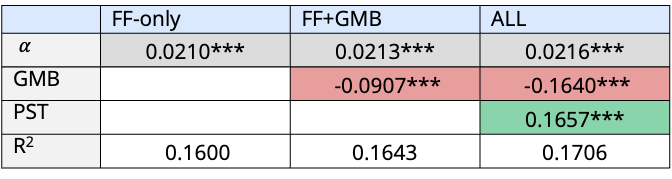 FF-only FF+GMB ALL
α 0.0210*** 0.0213*** 0.0216***
GMB -0.0907*** -0.1640***
PST 0.1657***
R² 0.1600 0.1643 0.1706